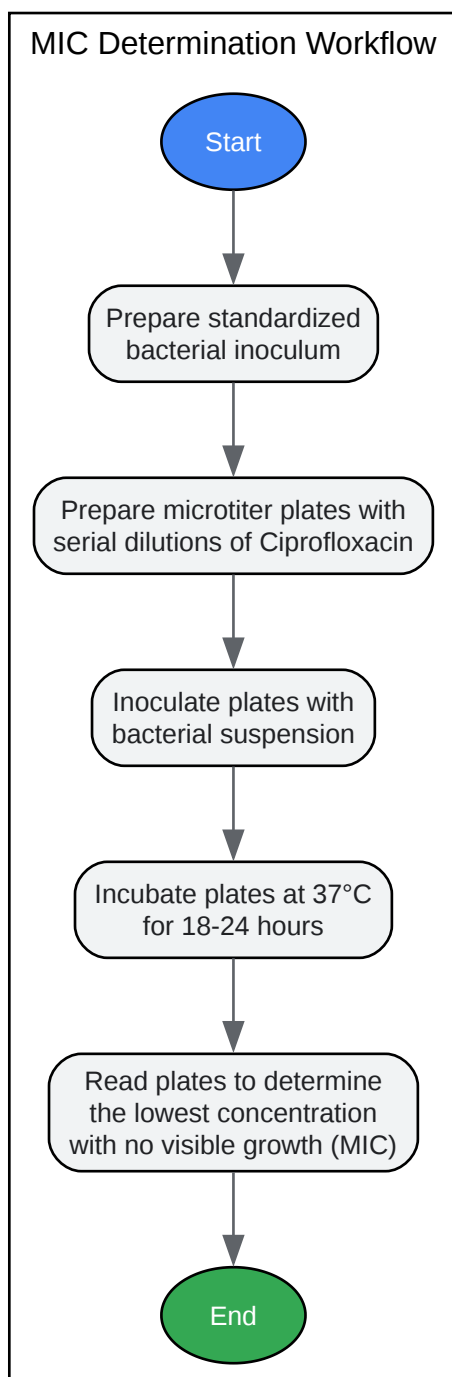 MIC Determination Workflow
Start
Prepare standardized
bacterial inoculum
Prepare microtiter plates with
serial dilutions of Ciprofloxacin
Inoculate plates with
bacterial suspension
Incubate plates at 37°C
for 18-24 hours
Read plates to determine
the lowest concentration
with no visible growth (MIC)
End